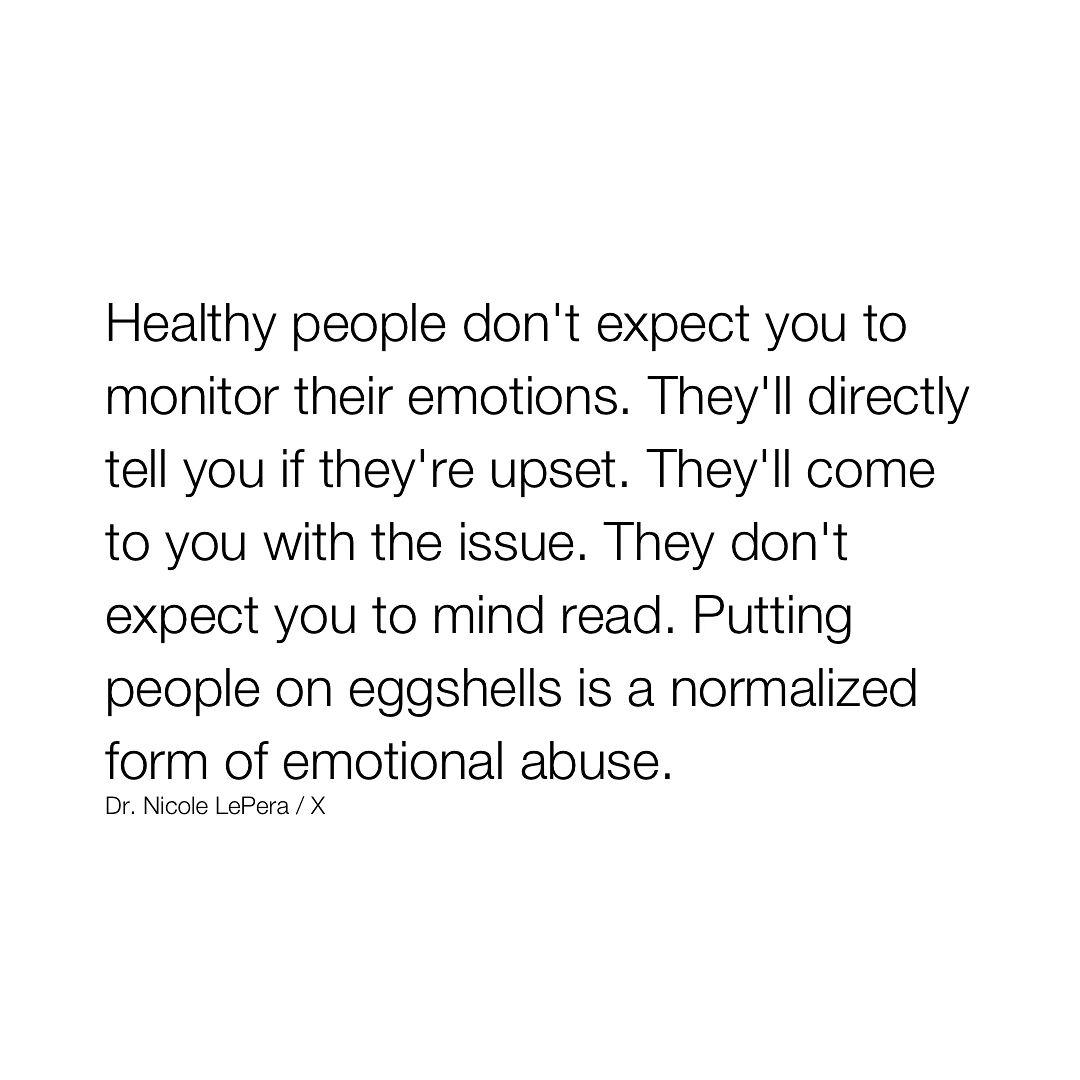 Healthy people don't expect you to
monitor their emotions. They'll directly
tell you if they're upset. They'll come
to you with the issue. They don't
expect you to mind read. Putting
people on eggshells is a normalized
form of emotional abuse.
Dr. Nicole LePera / X